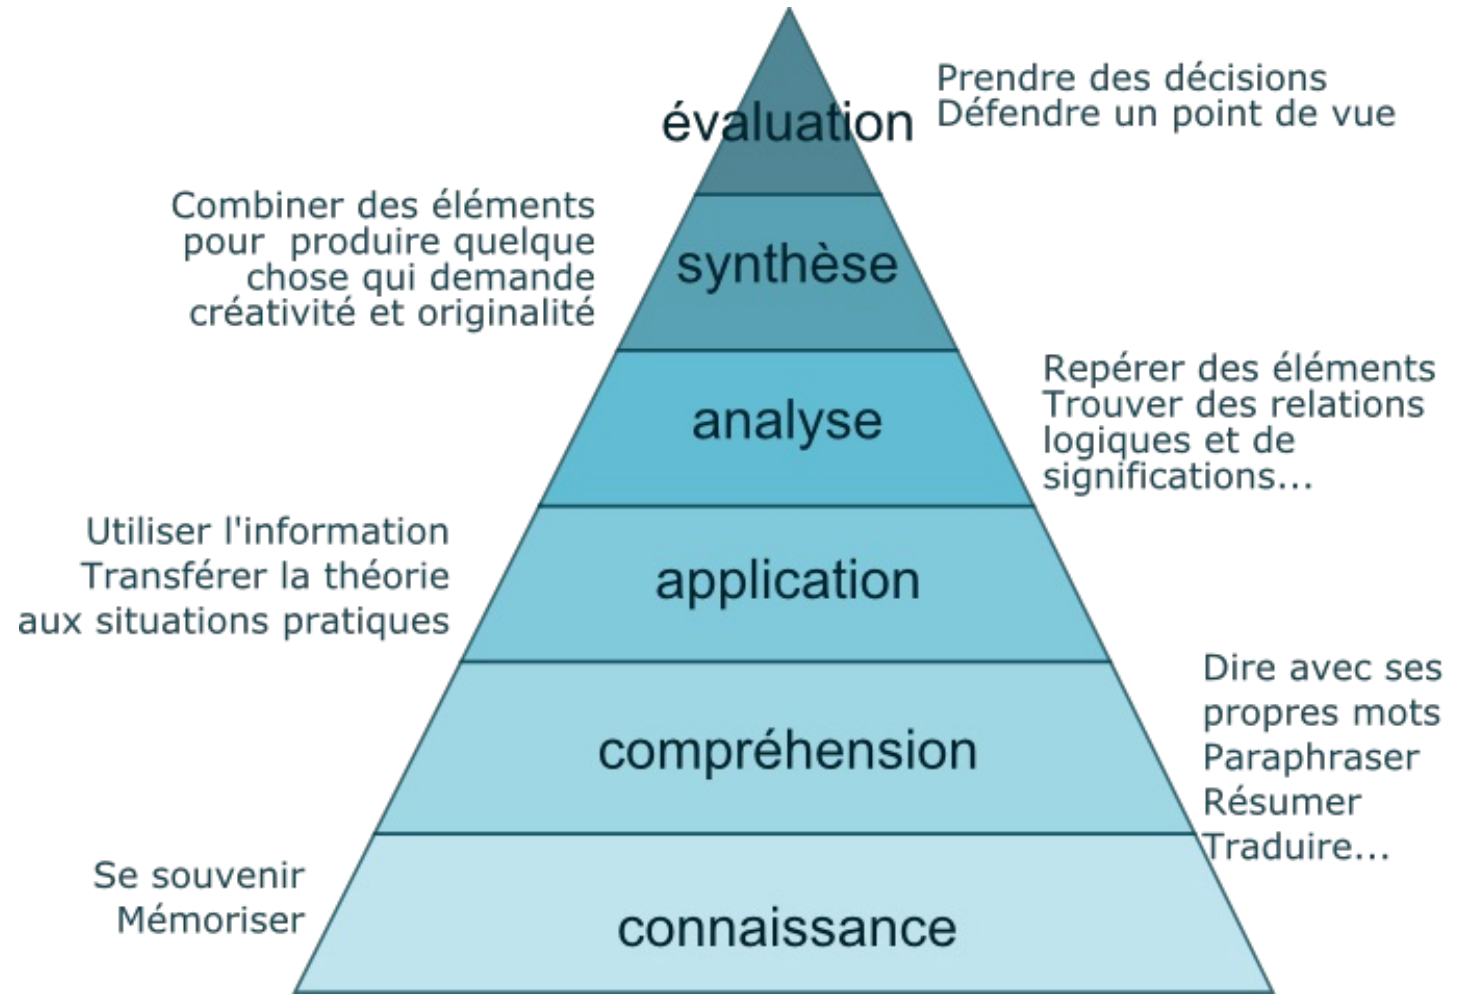 évaluation
Prendre des décisions
Défendre un point de vue
Combiner des éléments
pour produire quelque
chose qui demande
créativité et originalité
synthèse
analyse
Repérer des éléments
Trouver des relations
logiques et de
significations...
Utiliser l'information
Transférer la théorie
aux situations pratiques
application
compréhension
Dire avec ses
propres mots
Paraphraser
Résumer
Traduire...
Se souvenir
Mémoriser
connaissance